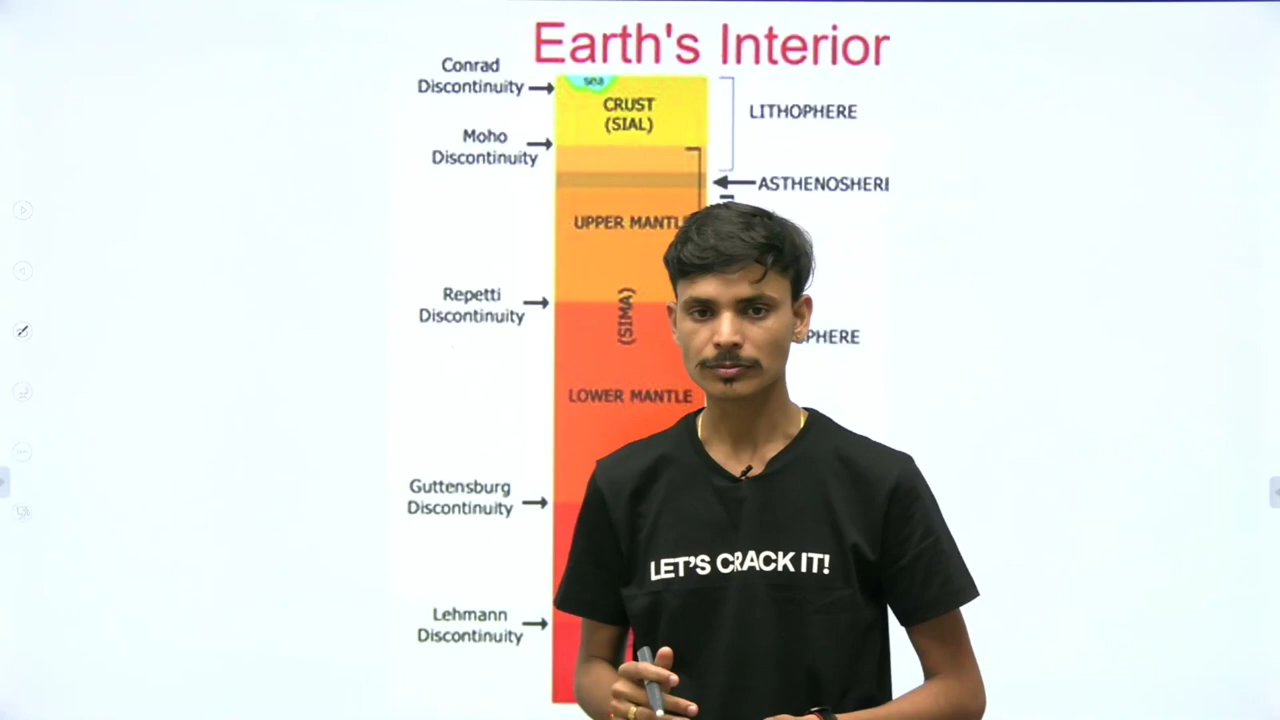 Earth's Interior
Conrad
Discontinuity
sea
CRUST
(SIAL)
LITHOPHERE
Moho
Discontinuity
ASTHENOSHERE
UPPER MANTLE
Repetti
Discontinuity
(SIMA)
SPHERE
LOWER MANTLE
Guttensburg
Discontinuity
LET'S CRACK IT!
Lehmann
Discontinuity